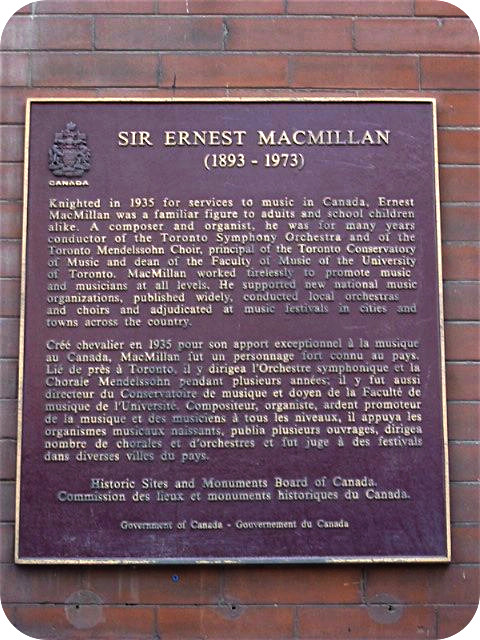 CANADA
SIR ERNEST MACMILLAN
(1893 - 1973)
Knighted in 1935 for services to music in Canada, Ernest
MacMillan was a familiar figure to adults and school children
alike. A composer and organist, he was for many years
conductor of the Toronto Symphony Orchestra and of the
Toronto Mendelssohn Choir, principal of the Toronto Conservatory
of Music and dean of the Faculty of Music of the University
of Toronto. MacMillan worked tirelessly to promote music
and musicians at all levels. He supported new national music
organizations, published widely, conducted local orchestras
and choirs and adjudicated at music festivals in cities and
towns across the country.
Créé chevalier en 1935 pour son apport exceptionnel à la musique
au Canada, MacMillan fut un personnage fort connu au pays.
Lié de près à Toronto, il y dirigea l'Orchestre symphonique et la
Chorale Mendelssohn pendant plusieurs années; il y fut aussi
directeur du Conservatoire de musique et doyen de la Faculté de
musique de l'Université. Compositeur, organiste, ardent promoteur
de la musique et des musiciens à tous les niveaux, il appuya les
organismes musicaux naissants, publia plusieurs ouvrages, dirigea
nombre de chorales et d'orchestres et fut juge à des festivals
dans diverses villes du pays.
Historic Sites and Monuments Board of Canada.
Commission des lieux et monuments historiques du Canada.
Government of Canada - Gouvernement du Canada